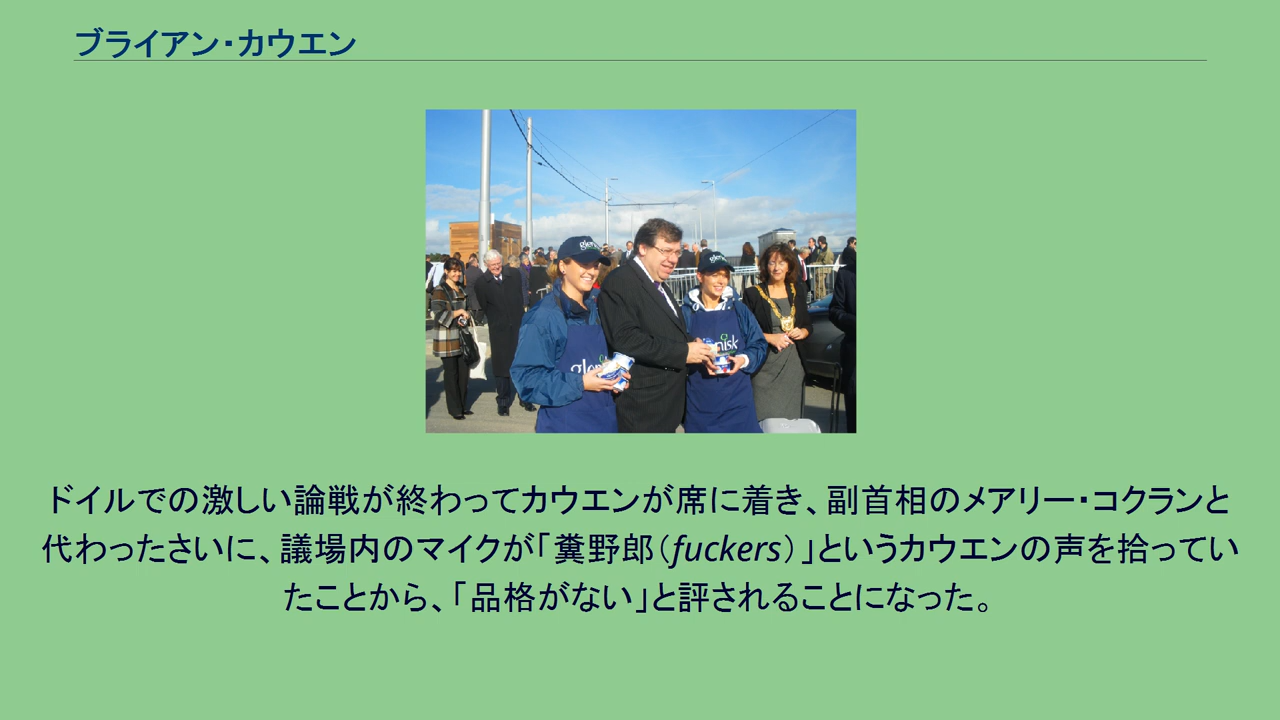 ブライアン・カウエン
glenisk
glenisk
ドイルでの激しい論戦が終わってカウエンが席に着き、副首相のメアリー・コクランと
代わったさいに、議場内のマイクが「糞野郎（fuckers）」というカウエンの声を拾ってい
たことから、「品格がない」と評されることになった。